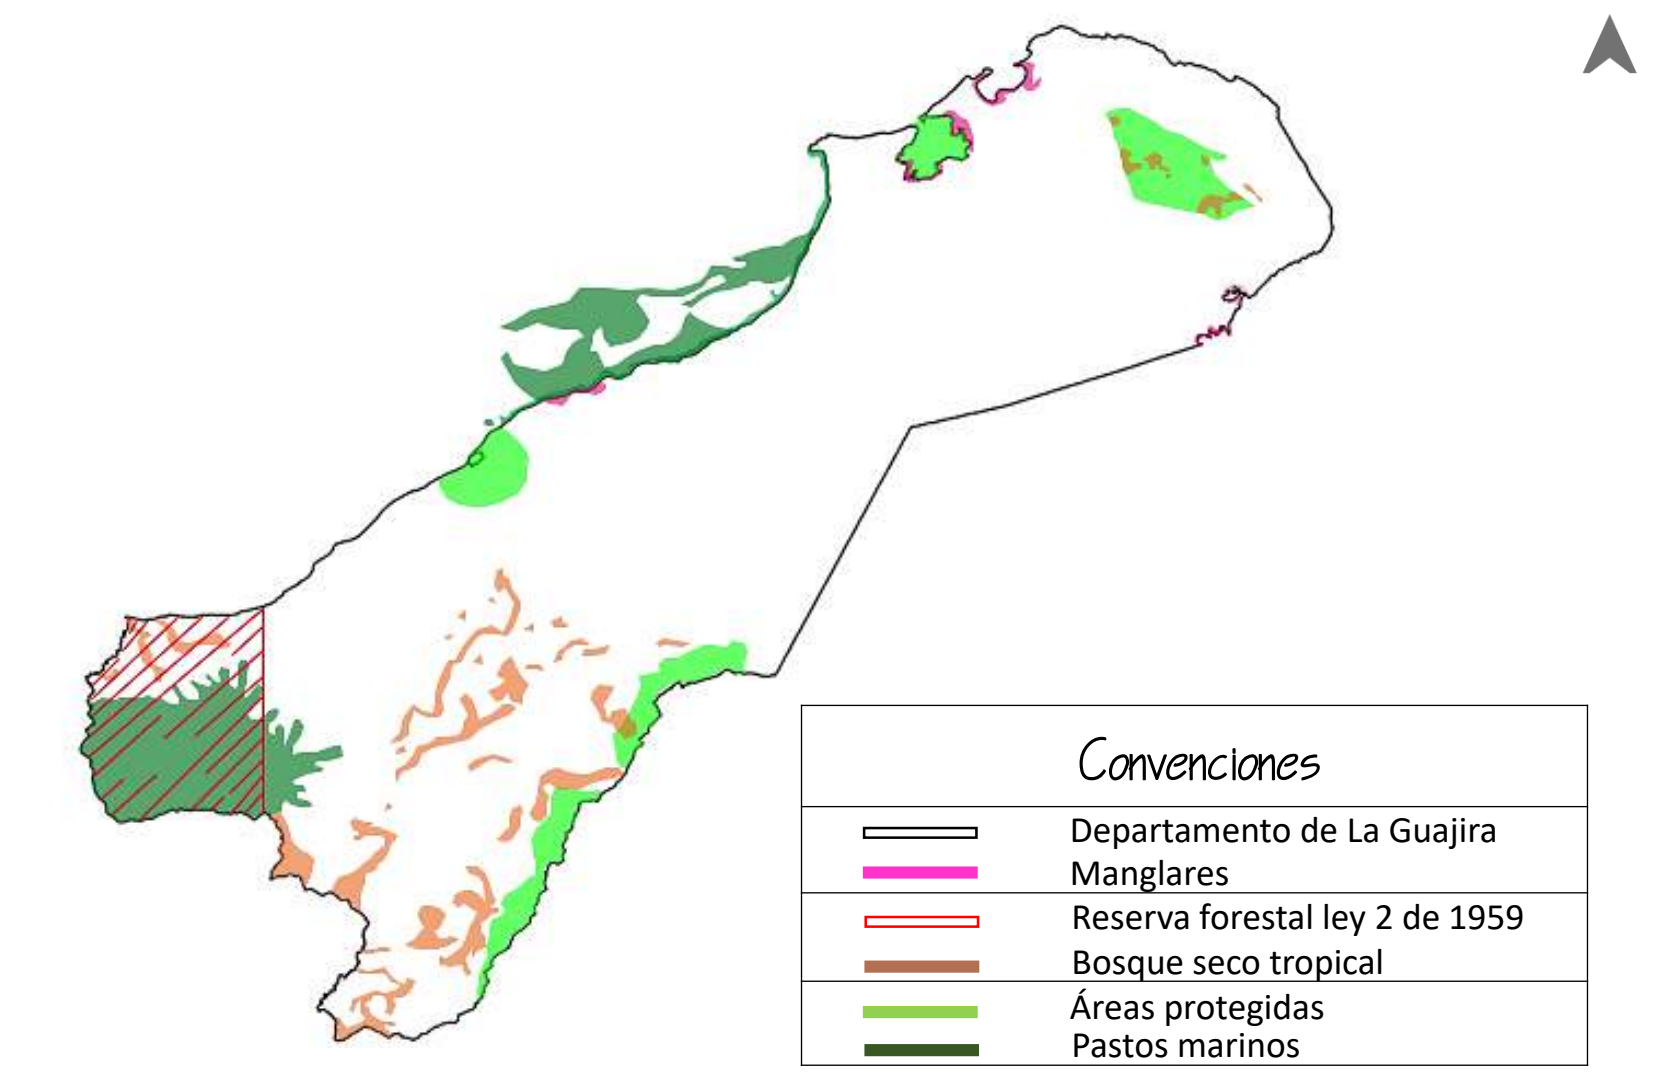 Convenciones
Departamento de La Guajira
Manglares
Reserva forestal ley 2 de 1959
Bosque seco tropical
Áreas protegidas
Pastos marinos